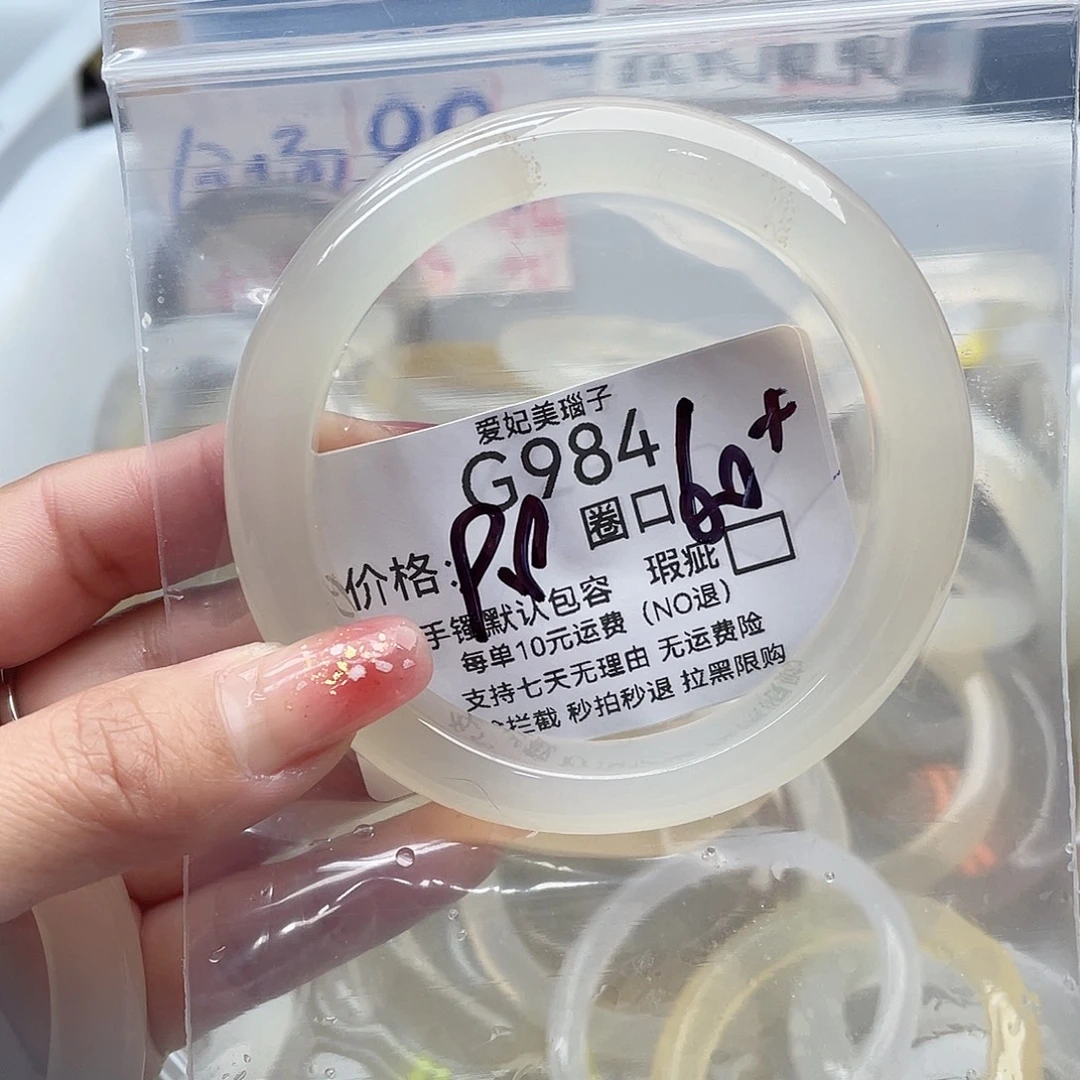 爱妃美瑙子
G984
圈口 60+
价格:
瑕疵
手镯默认包容
每单10元运费（NO退）
支持七天无理由 无运费险
拦截 秒拍秒退 拉黑限购